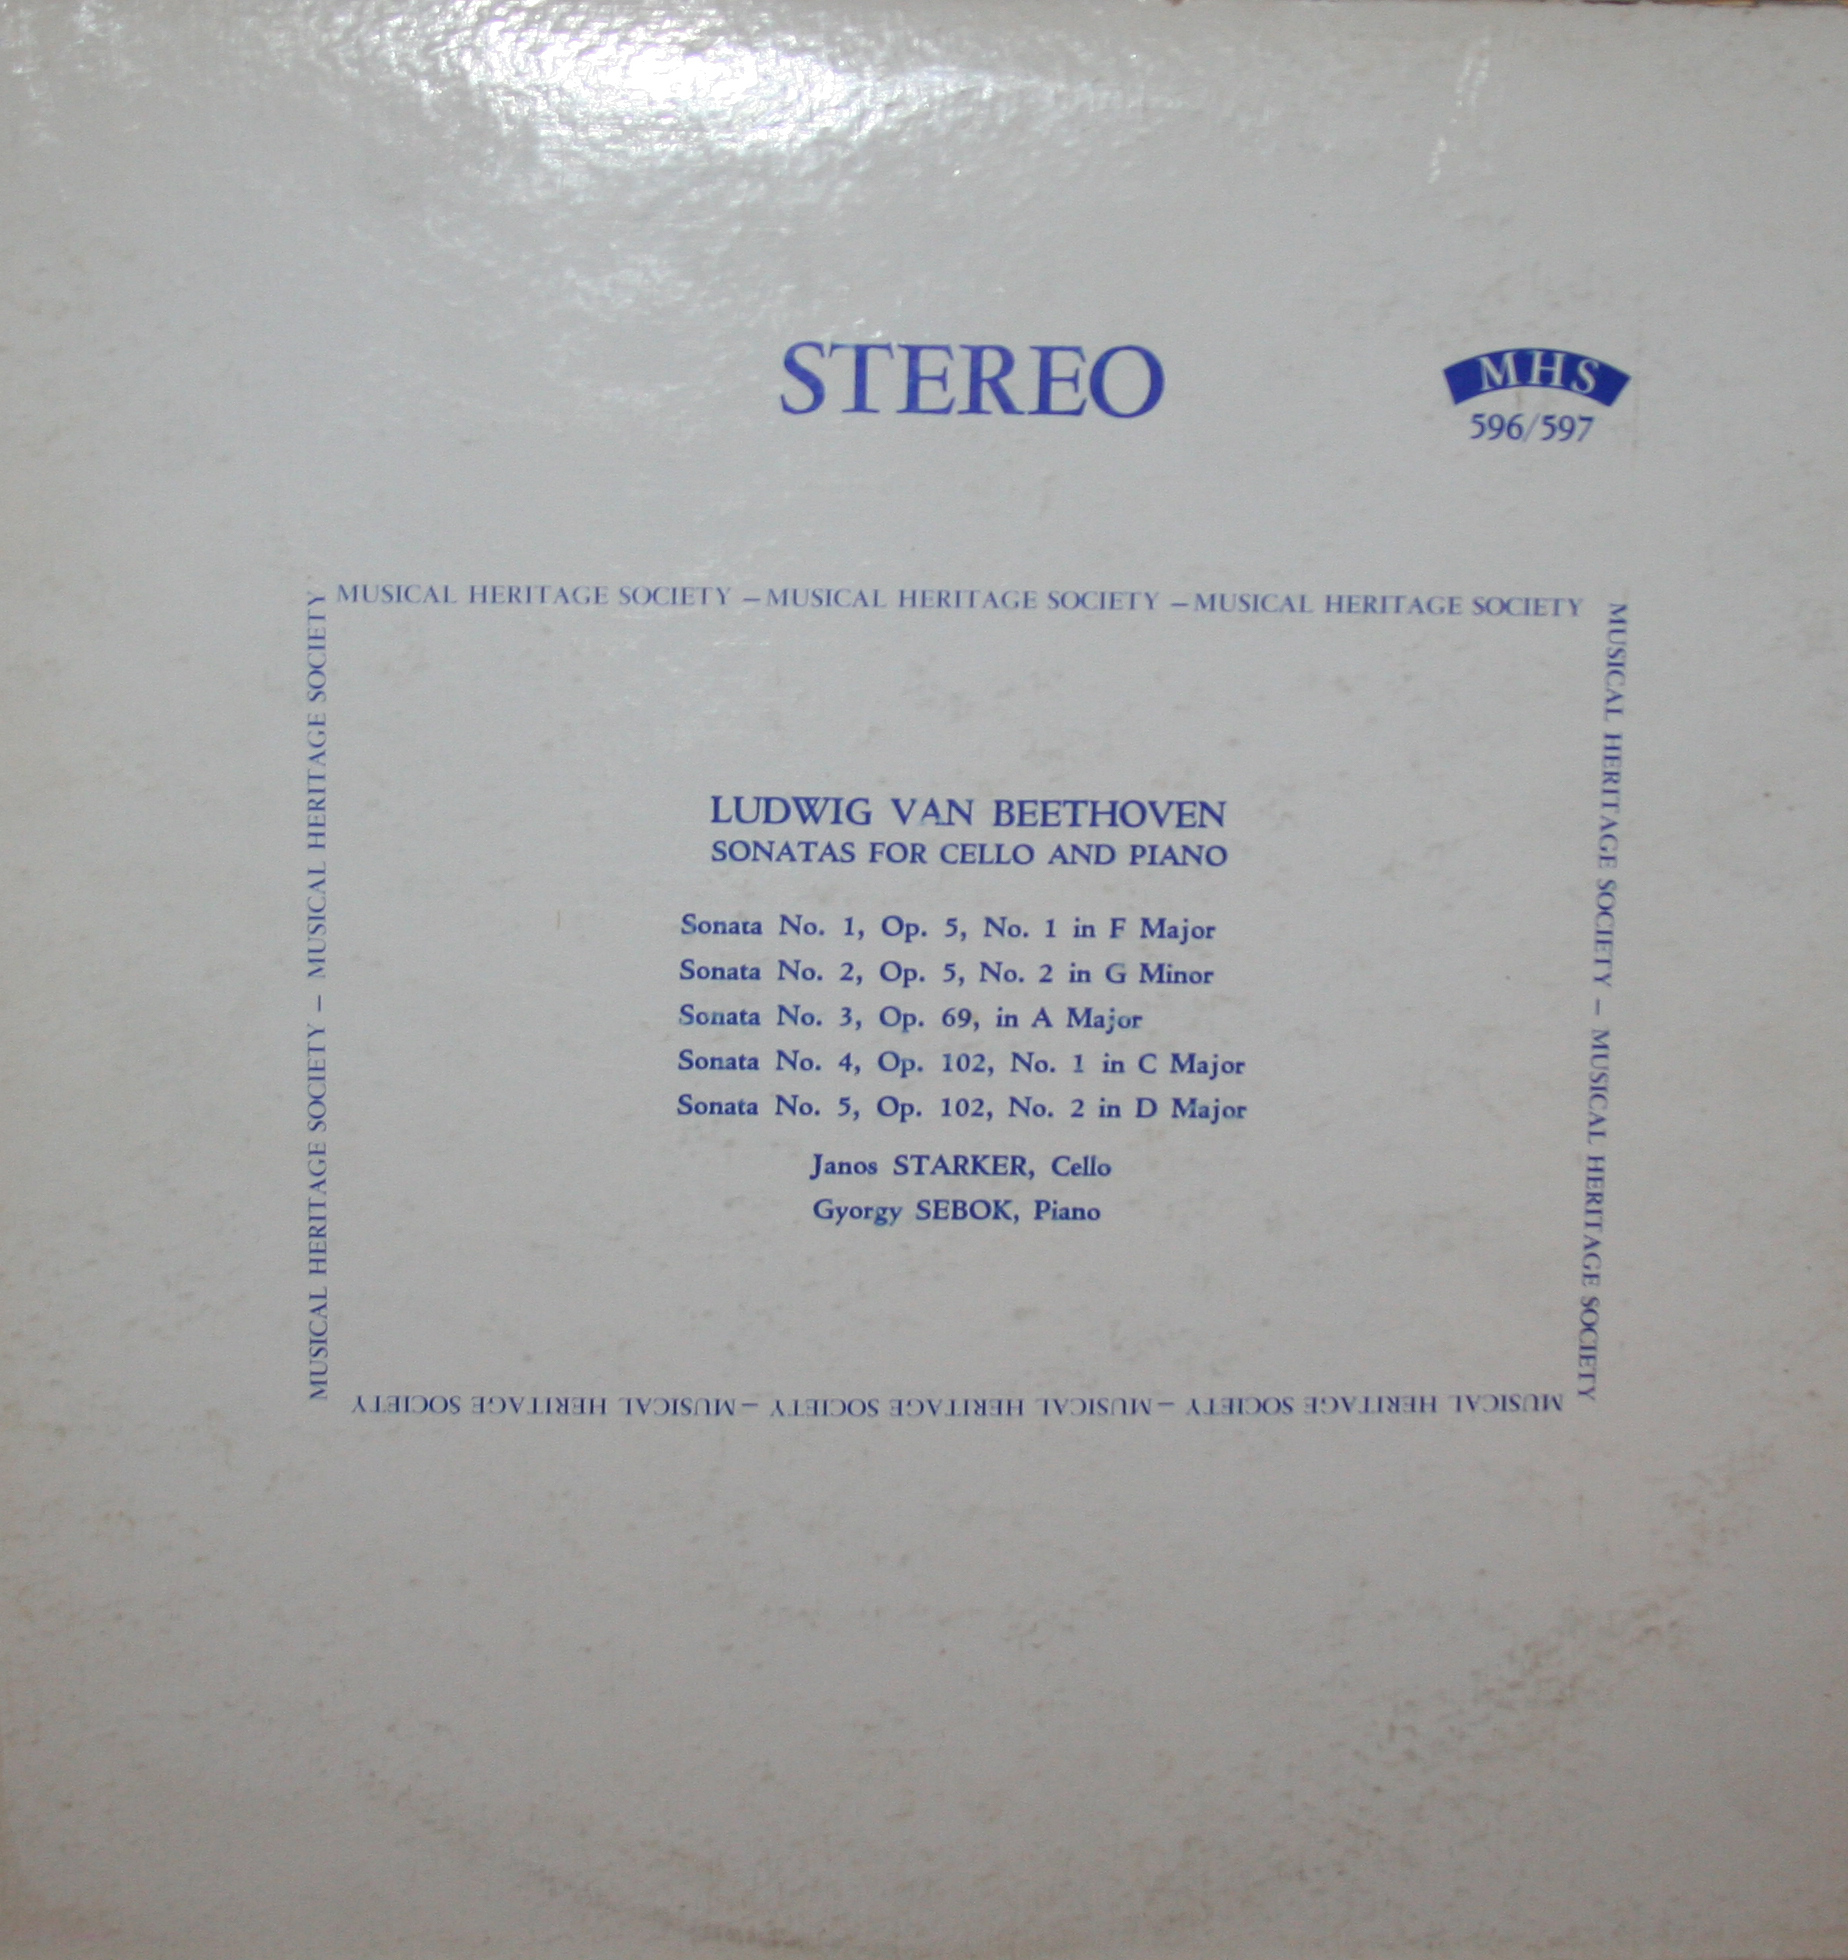 STEREO
MHS
596/597
MUSICAL HERITAGE SOCIETY — MUSICAL HERITAGE SOCIETY — MUSICAL HERITAGE SOCIETY
MUSICAL HERITAGE SOCIETY — MUSICAL HERITAGE SOCIETY
MUSICAL HERITAGE SOCIETY — MUSICAL HERITAGE SOCIETY
LUDWIG VAN BEETHOVEN
SONATAS FOR CELLO AND PIANO
Sonata No. 1, Op. 5, No. 1 in F Major
Sonata No. 2, Op. 5, No. 2 in G Minor
Sonata No. 3, Op. 69, in A Major
Sonata No. 4, Op. 102, No. 1 in C Major
Sonata No. 5, Op. 102, No. 2 in D Major
Janos STARKER, Cello
Gyorgy SEBOK, Piano
MUSICAL HERITAGE SOCIETY — MUSICAL HERITAGE SOCIETY — MUSICAL HERITAGE SOCIETY